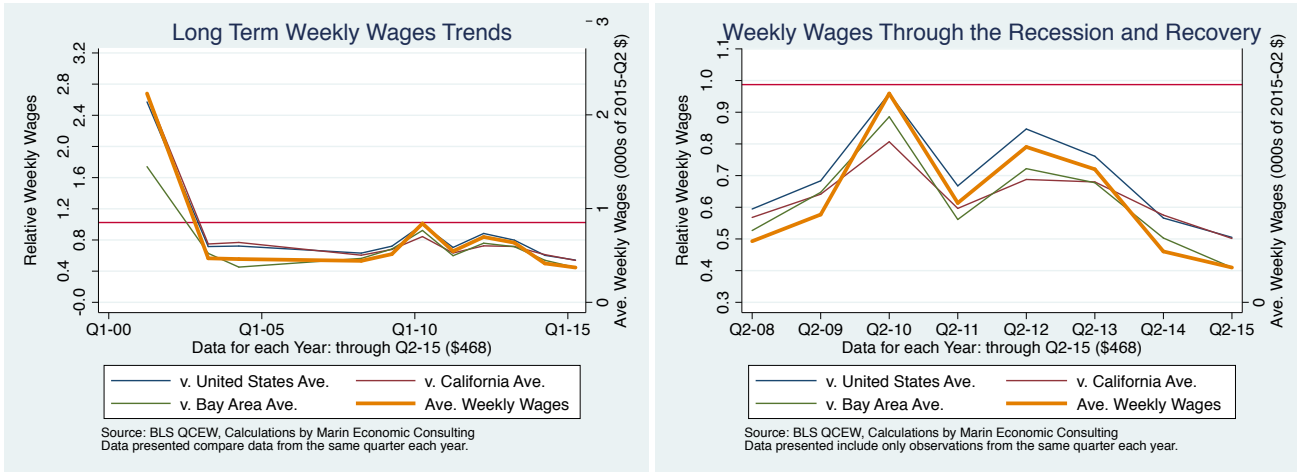 Long Term Weekly Wages Trends
Relative Weekly Wages
3.2
2.8
2.4
2.0
1.6
1.2
0.8
0.4
-0.0
3
2
1
0
Ave. Weekly Wages (000s of 2015-Q2 $)
Q1-00 Q1-05 Q1-10 Q1-15
Data for each Year: through Q2-15 ($468)
v. United States Ave. v. California Ave.
v. Bay Area Ave. Ave. Weekly Wages
Source: BLS QCEW, Calculations by Marin Economic Consulting
Data presented compare data from the same quarter each year.
Weekly Wages Through the Recession and Recovery
Relative Weekly Wages
1.1
1.0
0.9
0.8
0.7
0.6
0.5
0.4
0.3
0
Ave. Weekly Wages (000s of 2015-Q2 $)
Q2-08 Q2-09 Q2-10 Q2-11 Q2-12 Q2-13 Q2-14 Q2-15
Data for each Year: through Q2-15 ($468)
v. United States Ave. v. California Ave.
v. Bay Area Ave. Ave. Weekly Wages
Source: BLS QCEW, Calculations by Marin Economic Consulting
Data presented include only observations from the same quarter each year.